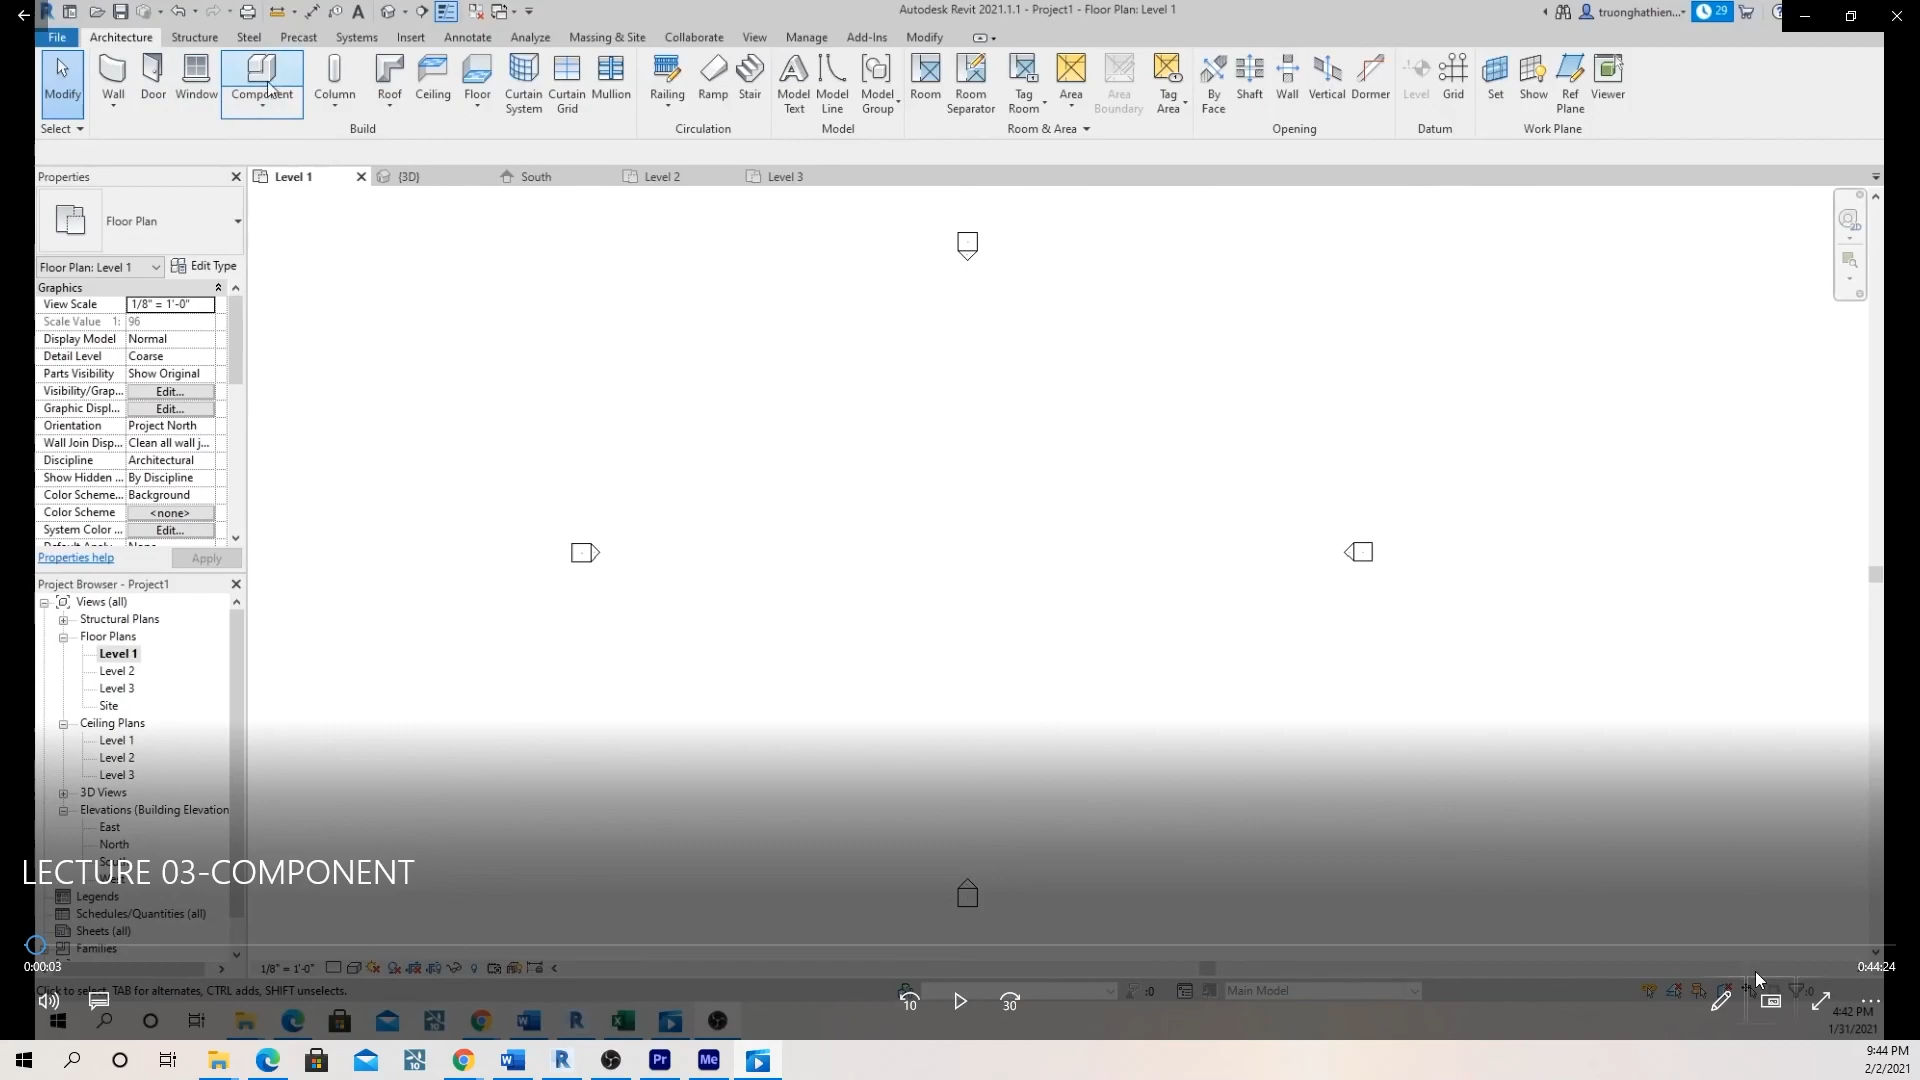 Autodesk Revit 2021.1.1 - Project1 - Floor Plan: Level 1
truonghathien...
29
File Architecture Structure Steel Precast Systems Insert Annotate Analyze Massing & Site Collaborate View Manage Add-Ins Modify
Modify Wall Door Window Component Column Roof Ceiling Floor Curtain System Curtain Grid Mullion Railing Ramp Stair Model Text Model Line Model Group Room Room Separator Tag Room Area Area Boundary Tag Area By Face Shaft Wall Vertical Dormer Level Grid Set Show Ref Plane Viewer
Select Build Circulation Model Room & Area Opening Datum Work Plane
Properties
Level 1 {3D} South Level 2 Level 3
2D
Floor Plan
Floor Plan: Level 1 Edit Type
Graphics
View Scale 1/8" = 1'-0"
Scale Value 1: 96
Display Model Normal
Detail Level Coarse
Parts Visibility Show Original
Visibility/Grap... Edit...
Graphic Displ... Edit...
Orientation Project North
Wall Join Disp... Clean all wall j...
Discipline Architectural
Show Hidden ... By Discipline
Color Scheme... Background
Color Scheme <none>
System Color ... Edit...
Properties help Apply
Project Browser - Project1
Views (all)
Structural Plans
Floor Plans
Level 1
Level 2
Level 3
Site
Ceiling Plans
Level 1
Level 2
Level 3
3D Views
Elevations (Building Elevation
East
North
LECTURE 03-COMPONENT
Legends
Schedules/Quantities (all)
Sheets (all)
Families
0:00:03
0:44:24
1/8" = 1'-0"
Click to select, TAB for alternates, CTRL adds, SHIFT unselects.
:0 Main Model :0
10 30
4:42 PM
1/31/2021
9:44 PM
2/2/2021